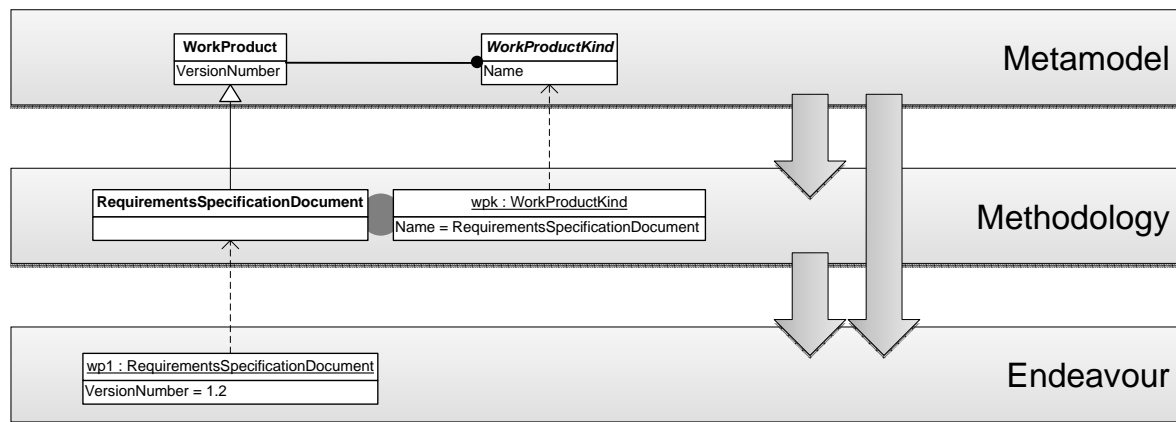 WorkProduct
VersionNumber
WorkProductKind
Name
Metamodel
RequirementsSpecificationDocument
wpk : WorkProductKind
Name = RequirementsSpecificationDocument
Methodology
wp1 : RequirementsSpecificationDocument
VersionNumber = 1.2
Endeavour